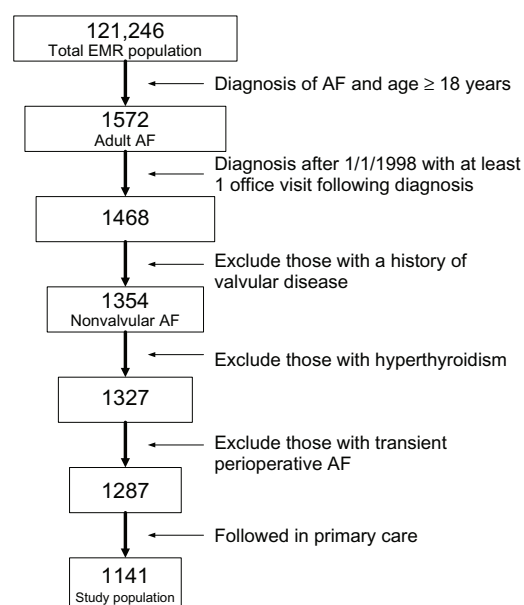 121,246
Total EMR population
Diagnosis of AF and age ≥ 18 years
1572
Adult AF
Diagnosis after 1/1/1998 with at least
1 office visit following diagnosis
1468
Exclude those with a history of
valvular disease
1354
Nonvalvular AF
Exclude those with hyperthyroidism
1327
Exclude those with transient
perioperative AF
1287
Followed in primary care
1141
Study population